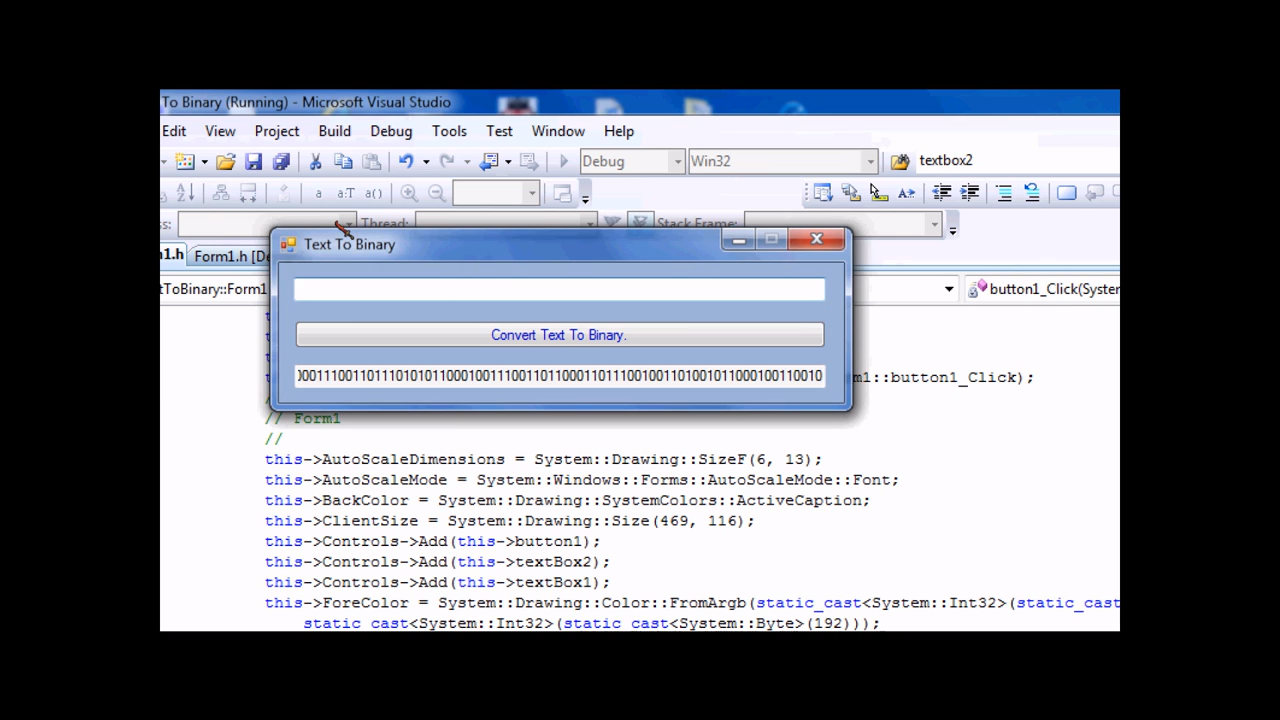 To Binary (Running) - Microsoft Visual Studio
Edit View Project Build Debug Tools Test Window Help
Debug Win32 textbox2
a a:T a()
s: Thread: Stack Frame:
Text To Binary
1.h Form1.h [De
tToBinary::Form1 button1_Click(System
Convert Text To Binary.
m1::button1_Click);
// Form1
//
this->AutoScaleDimensions = System::Drawing::SizeF(6, 13);
this->AutoScaleMode = System::Windows::Forms::AutoScaleMode::Font;
this->BackColor = System::Drawing::SystemColors::ActiveCaption;
this->ClientSize = System::Drawing::Size(469, 116);
this->Controls->Add(this->button1);
this->Controls->Add(this->textBox2);
this->Controls->Add(this->textBox1);
this->ForeColor = System::Drawing::Color::FromArgb(static_cast<System::Int32>(static_cast
static_cast<System::Int32>(static_cast<System::Byte>(192)));